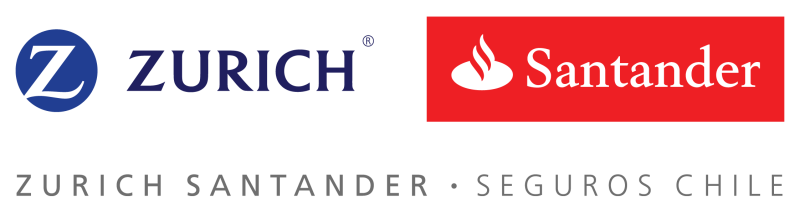 Z ZURICH® Santander
ZURICH SANTANDER · SEGUROS CHILE